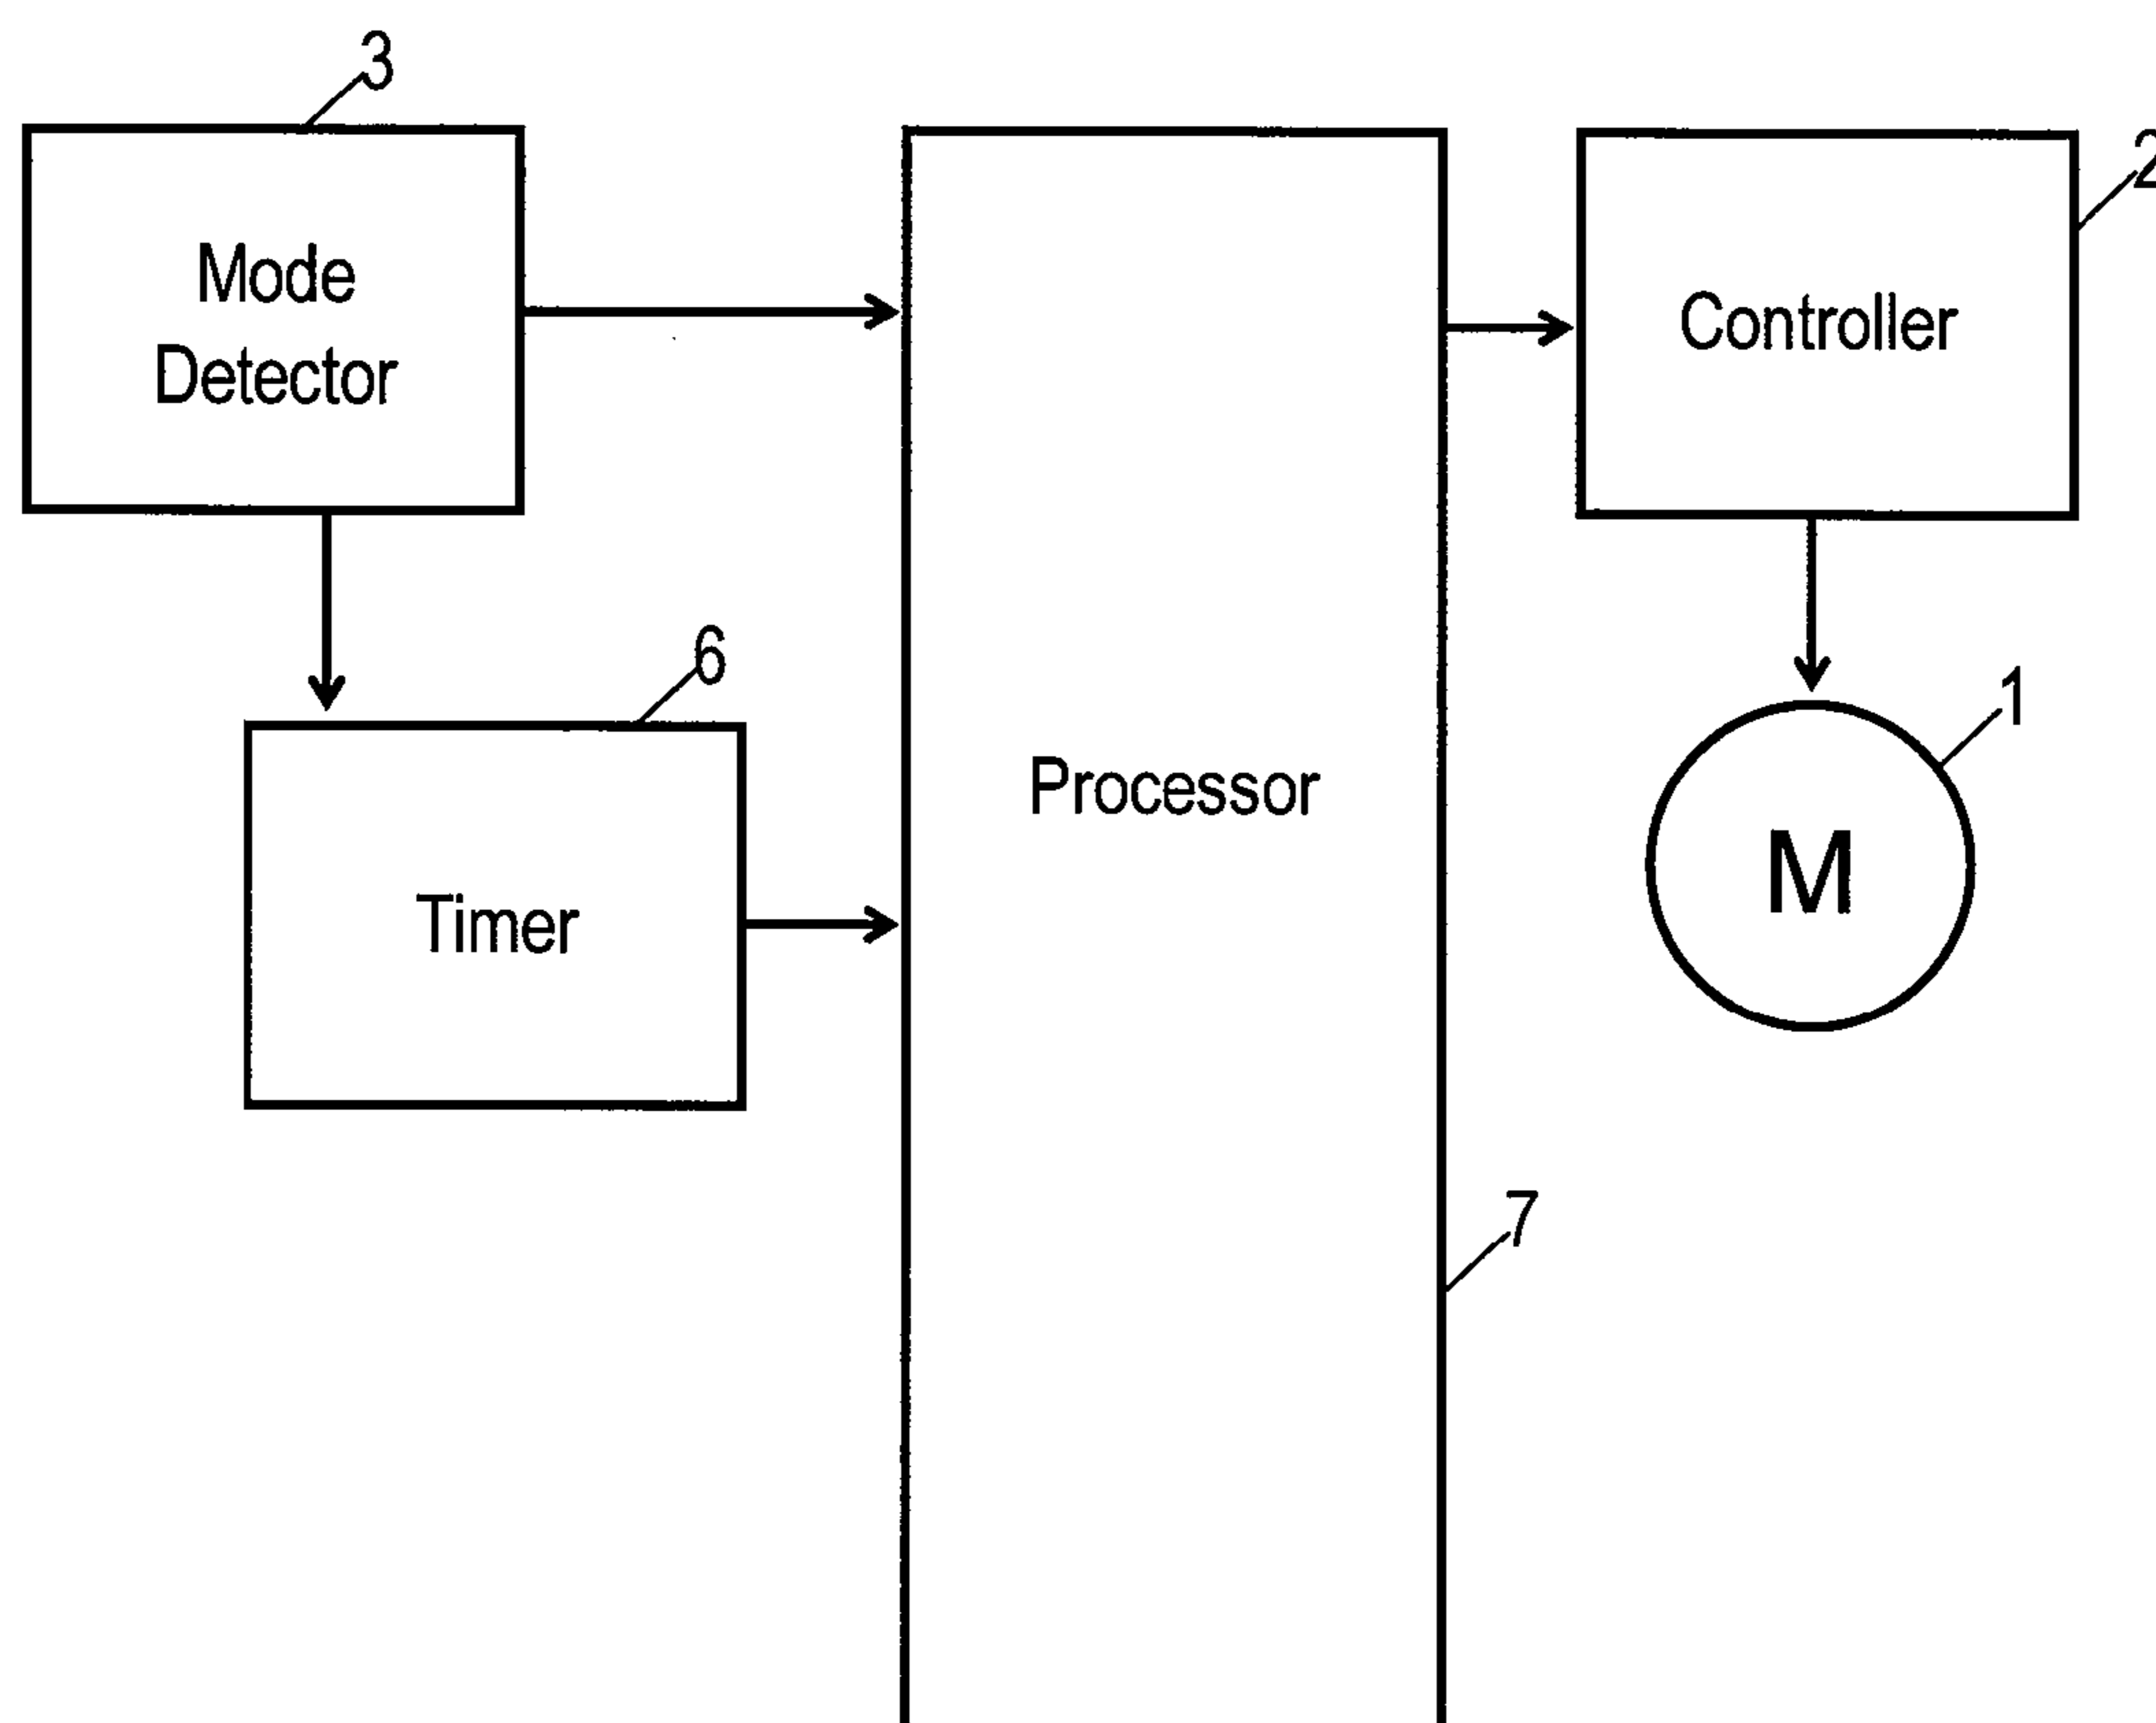 3
2
Mode
Detector
Controller
6
1
Processor
M
Timer
7